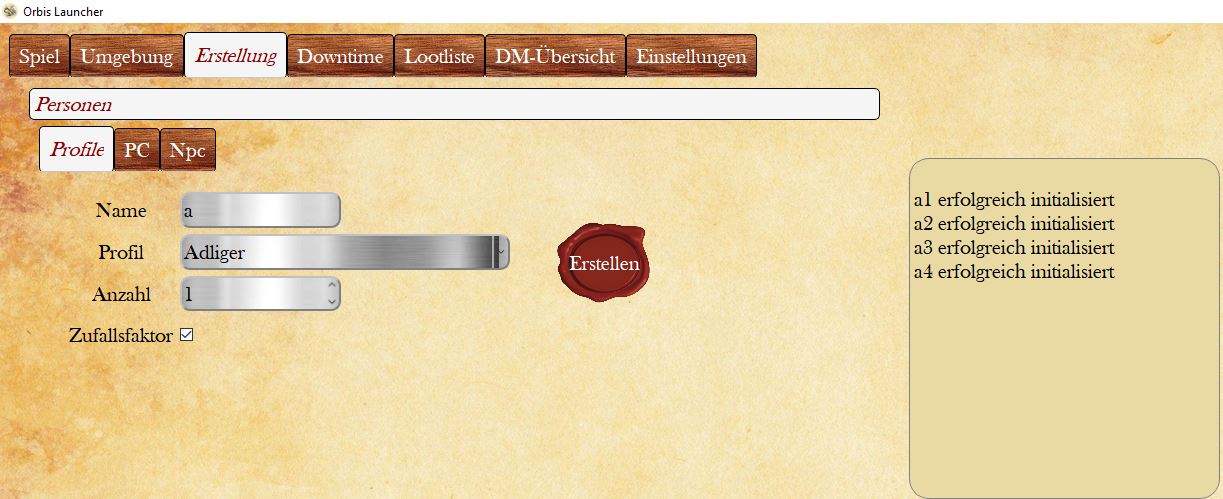 Orbis Launcher
Spiel Umgebung Erstellung Downtime Lootliste DM-Übersicht Einstellungen
Personen
Profile PC Npc
Name a
Profil Adliger
Anzahl 1
Zufallsfaktor
Erstellen
a1 erfolgreich initialisiert
a2 erfolgreich initialisiert
a3 erfolgreich initialisiert
a4 erfolgreich initialisiert